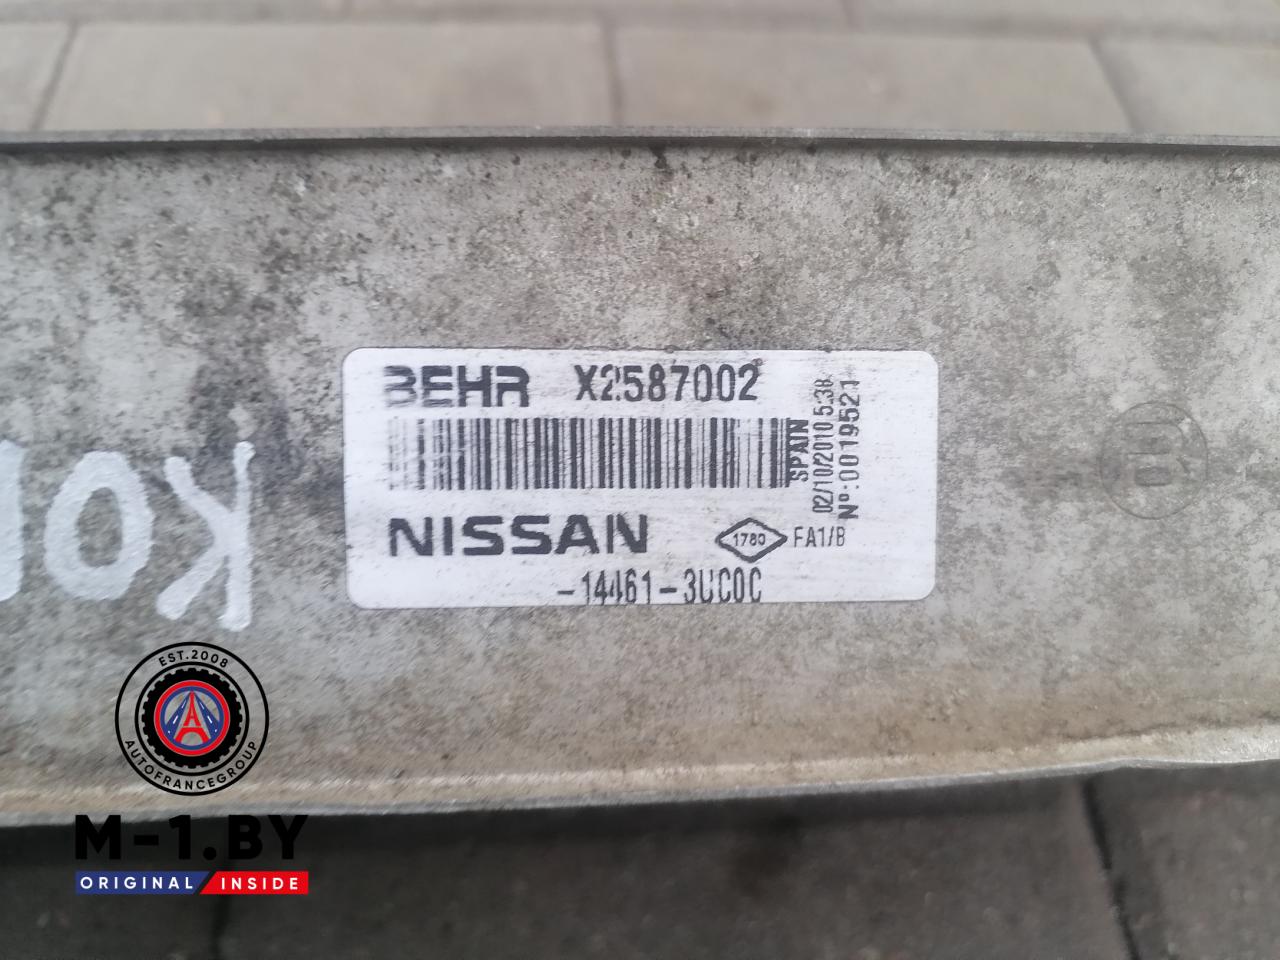 BEHR X2587002
SPAIN
02/10/2010 5:38
Nº:0019521
NISSAN
1780 FA1/B
-14461-3UC0C
EST.2008
AUTOFRANCEGROUP
M-1.BY
ORIGINAL INSIDE